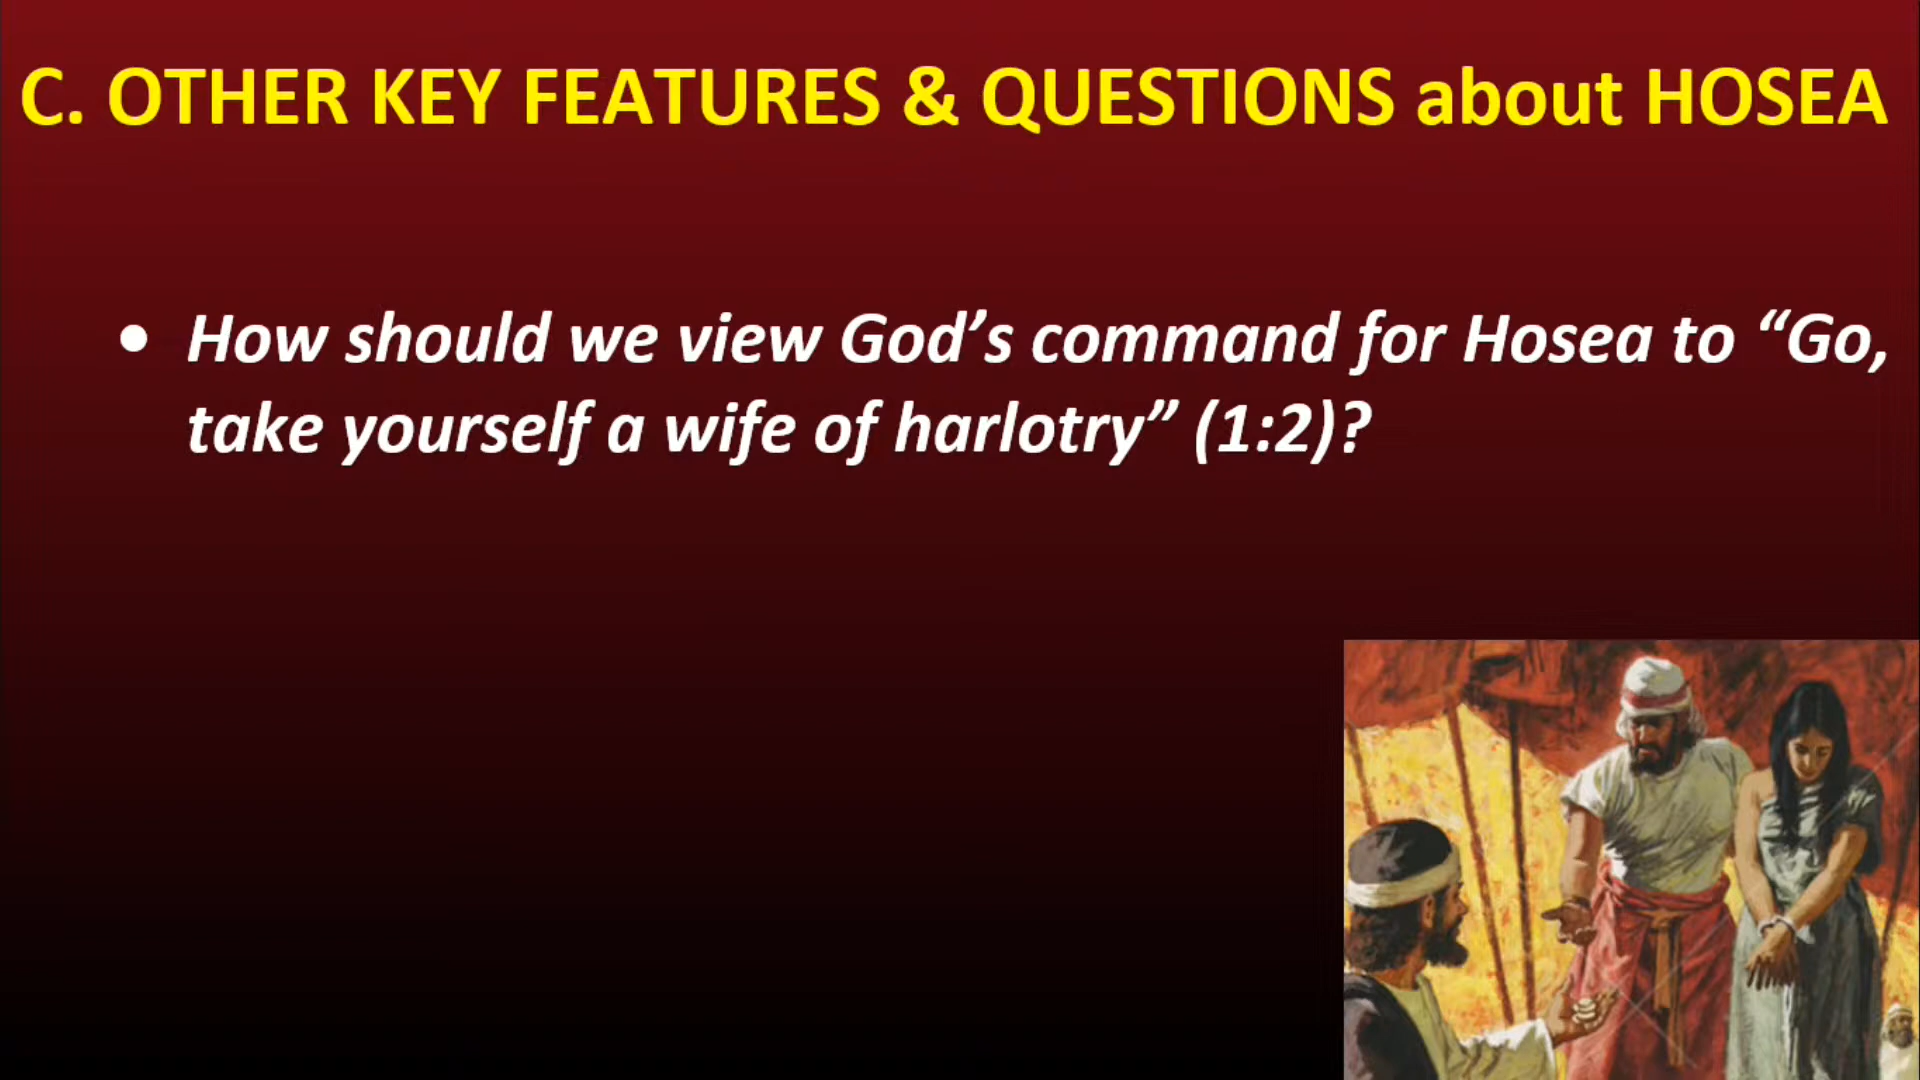 C. OTHER KEY FEATURES & QUESTIONS about HOSEA
• How should we view God’s command for Hosea to “Go,
take yourself a wife of harlotry” (1:2)?